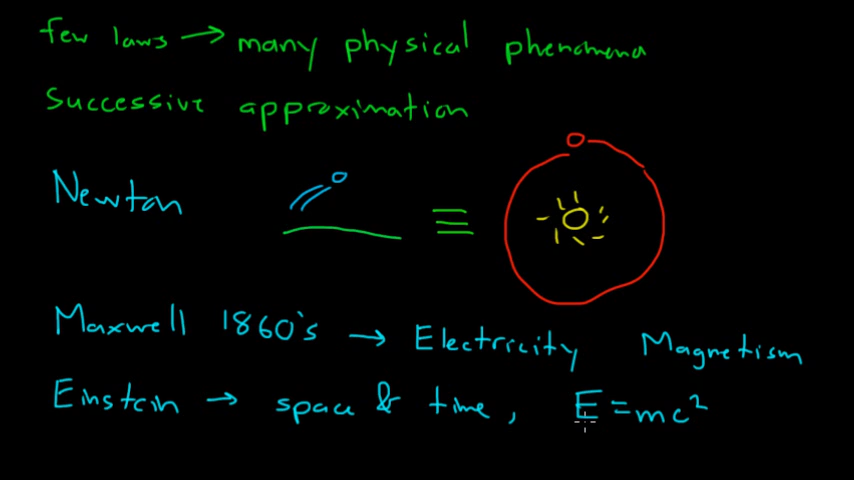 few laws → many physical phenomena
Successive approximation
Newton ≡
Maxwell 1860's → Electricity Magnetism
Einstein → space & time, E=mc²